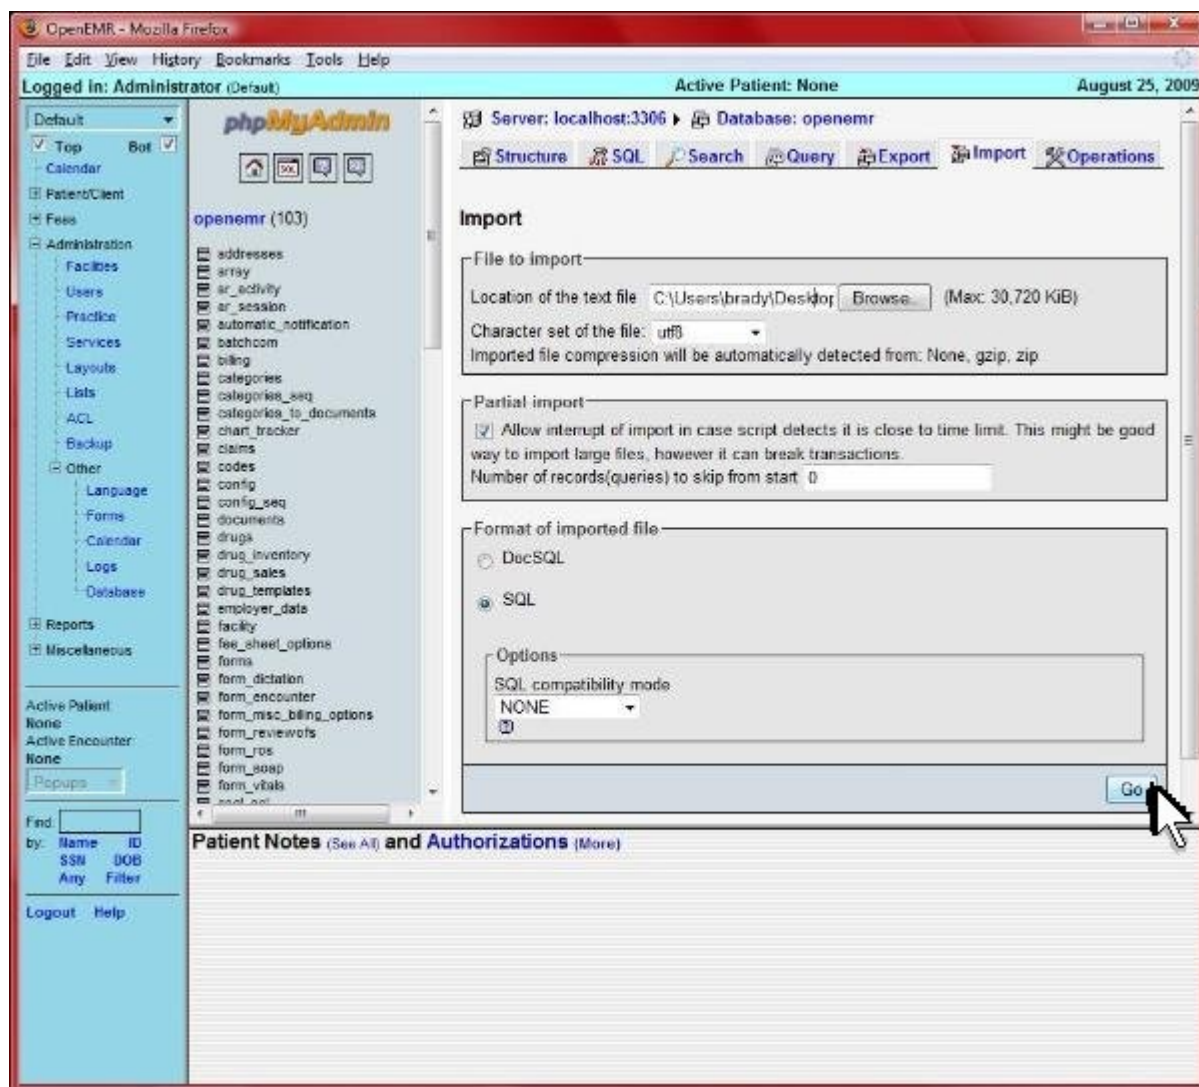 OpenEMR - Mozilla Firefox
File Edit View History Bookmarks Tools Help
Logged in: Administrator (Default) Active Patient: None August 25, 2009
Default
Top Bot
Calendar
Patient/Client
Fees
Administration
Facilities
Users
Practice
Services
Layouts
Lists
ACL
Backup
Other
Language
Forms
Calendar
Logs
Database
Reports
Miscellaneous
Active Patient
None
Active Encounter
None
Popups
Find
by: Name ID
SSN DOB
Any Filter
Logout Help
phpMyAdmin
SQL
openemr (103)
addresses
array
ar_activity
ar_session
automatic_notification
batchcom
billing
categories
categories_seq
categories_to_documents
chart_tracker
claims
codes
config
config_seq
documents
drugs
drug_inventory
drug_sales
drug_templates
employer_data
facility
fee_sheet_options
forms
form_dictation
form_encounter
form_misc_billing_options
form_reviewofs
form_ros
form_soap
form_vitals
Server: localhost:3306 Database: openemr
Structure SQL Search Query Export Import Operations
Import
File to import
Location of the text file C:\Users\brady\Desktop Browse... (Max: 30,720 KiB)
Character set of the file: utf8
Imported file compression will be automatically detected from: None, gzip, zip
Partial import
Allow interrupt of import in case script detects it is close to time limit. This might be good
way to import large files, however it can break transactions.
Number of records(queries) to skip from start 0
Format of imported file
DocSQL
SQL
Options
SQL compatibility mode
NONE
Go
Patient Notes (See All) and Authorizations (More)